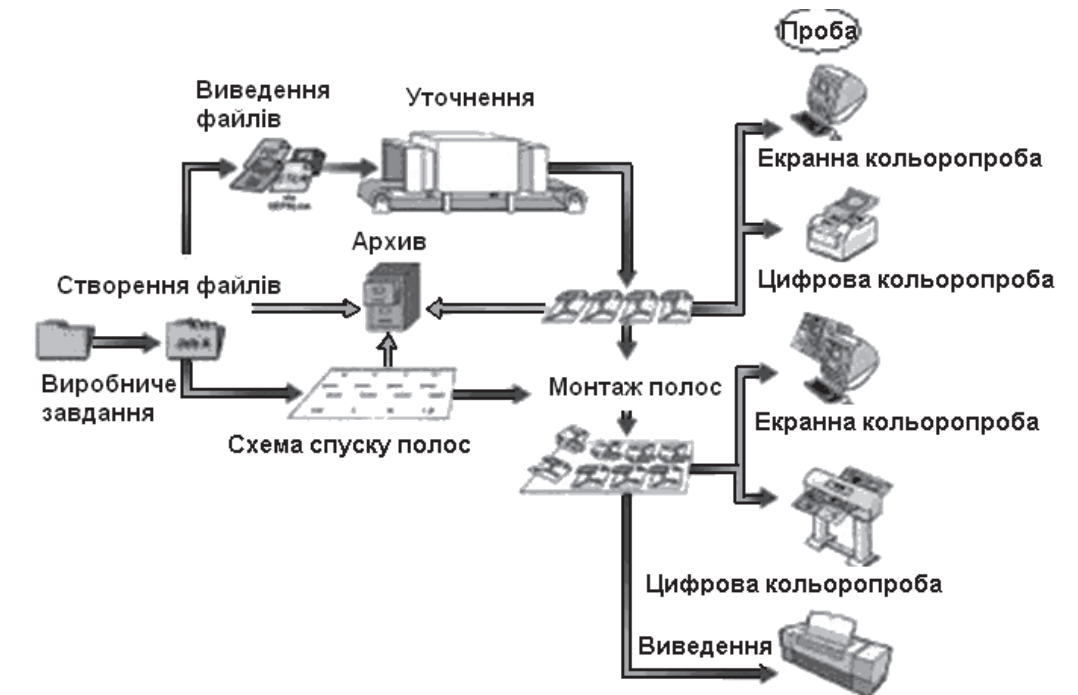 Проба
Виведення
файлів
Уточнення
Екранна кольоропроба
Архив
Створення файлів
Цифрова кольоропроба
Виробниче
завдання
Монтаж полос
Екранна кольоропроба
Схема спуску полос
Цифрова кольоропроба
Виведення